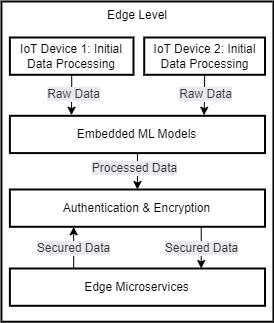 Edge Level
IoT Device 1: Initial
Data Processing
IoT Device 2: Initial
Data Processing
Raw Data
Raw Data
Embedded ML Models
Processed Data
Authentication & Encryption
Secured Data
Secured Data
Edge Microservices